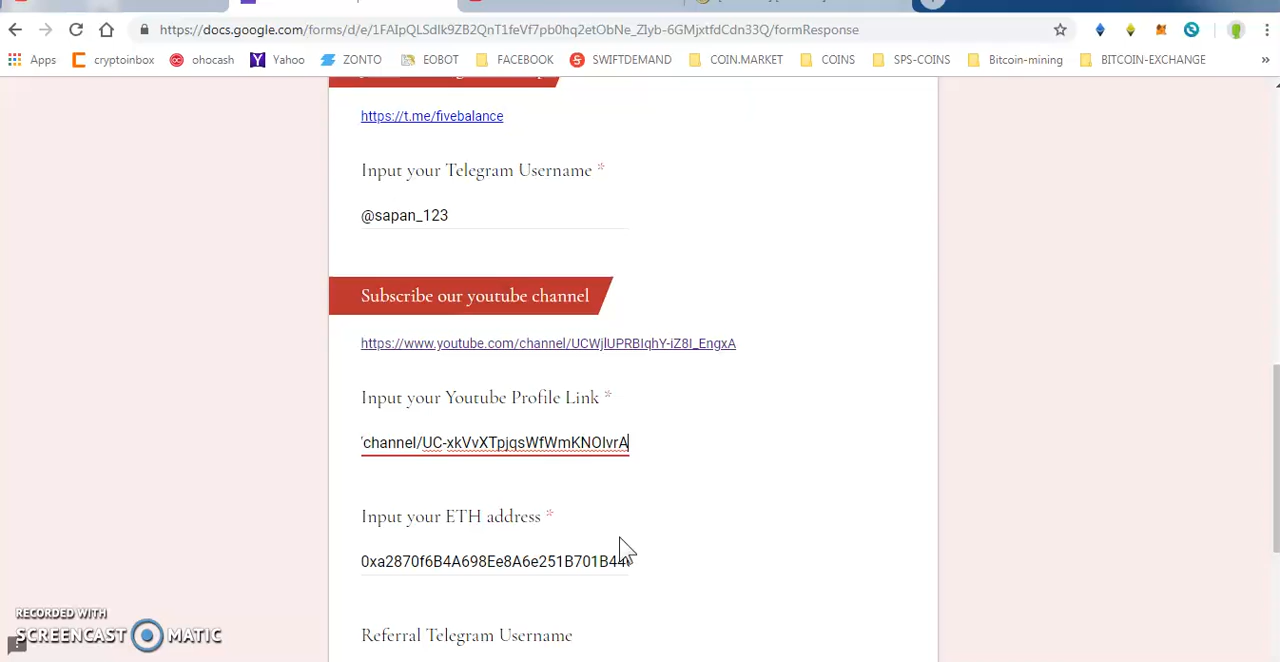 https://docs.google.com/forms/d/e/1FAIpQLSdlk9ZB2QnT1feVf7pb0hq2etObNe_ZIyb-6GMjxtfdCdn33Q/formResponse
Apps cryptoinbox ohocash Yahoo ZONTO EOBOT FACEBOOK SWIFTDEMAND COIN.MARKET COINS SPS-COINS Bitcoin-mining BITCOIN-EXCHANGE »
https://t.me/fivebalance
Input your Telegram Username *
@sapan_123
Subscribe our youtube channel
https://www.youtube.com/channel/UCWjlUPRBIqhY-iZ8I_EngxA
Input your Youtube Profile Link *
channel/UC-xkVvXTpjqsWfWmKNOIvrA
Input your ETH address *
0xa2870f6B4A698Ee8A6e251B701B44
Referral Telegram Username
RECORDED WITH
SCREENCAST MATIC